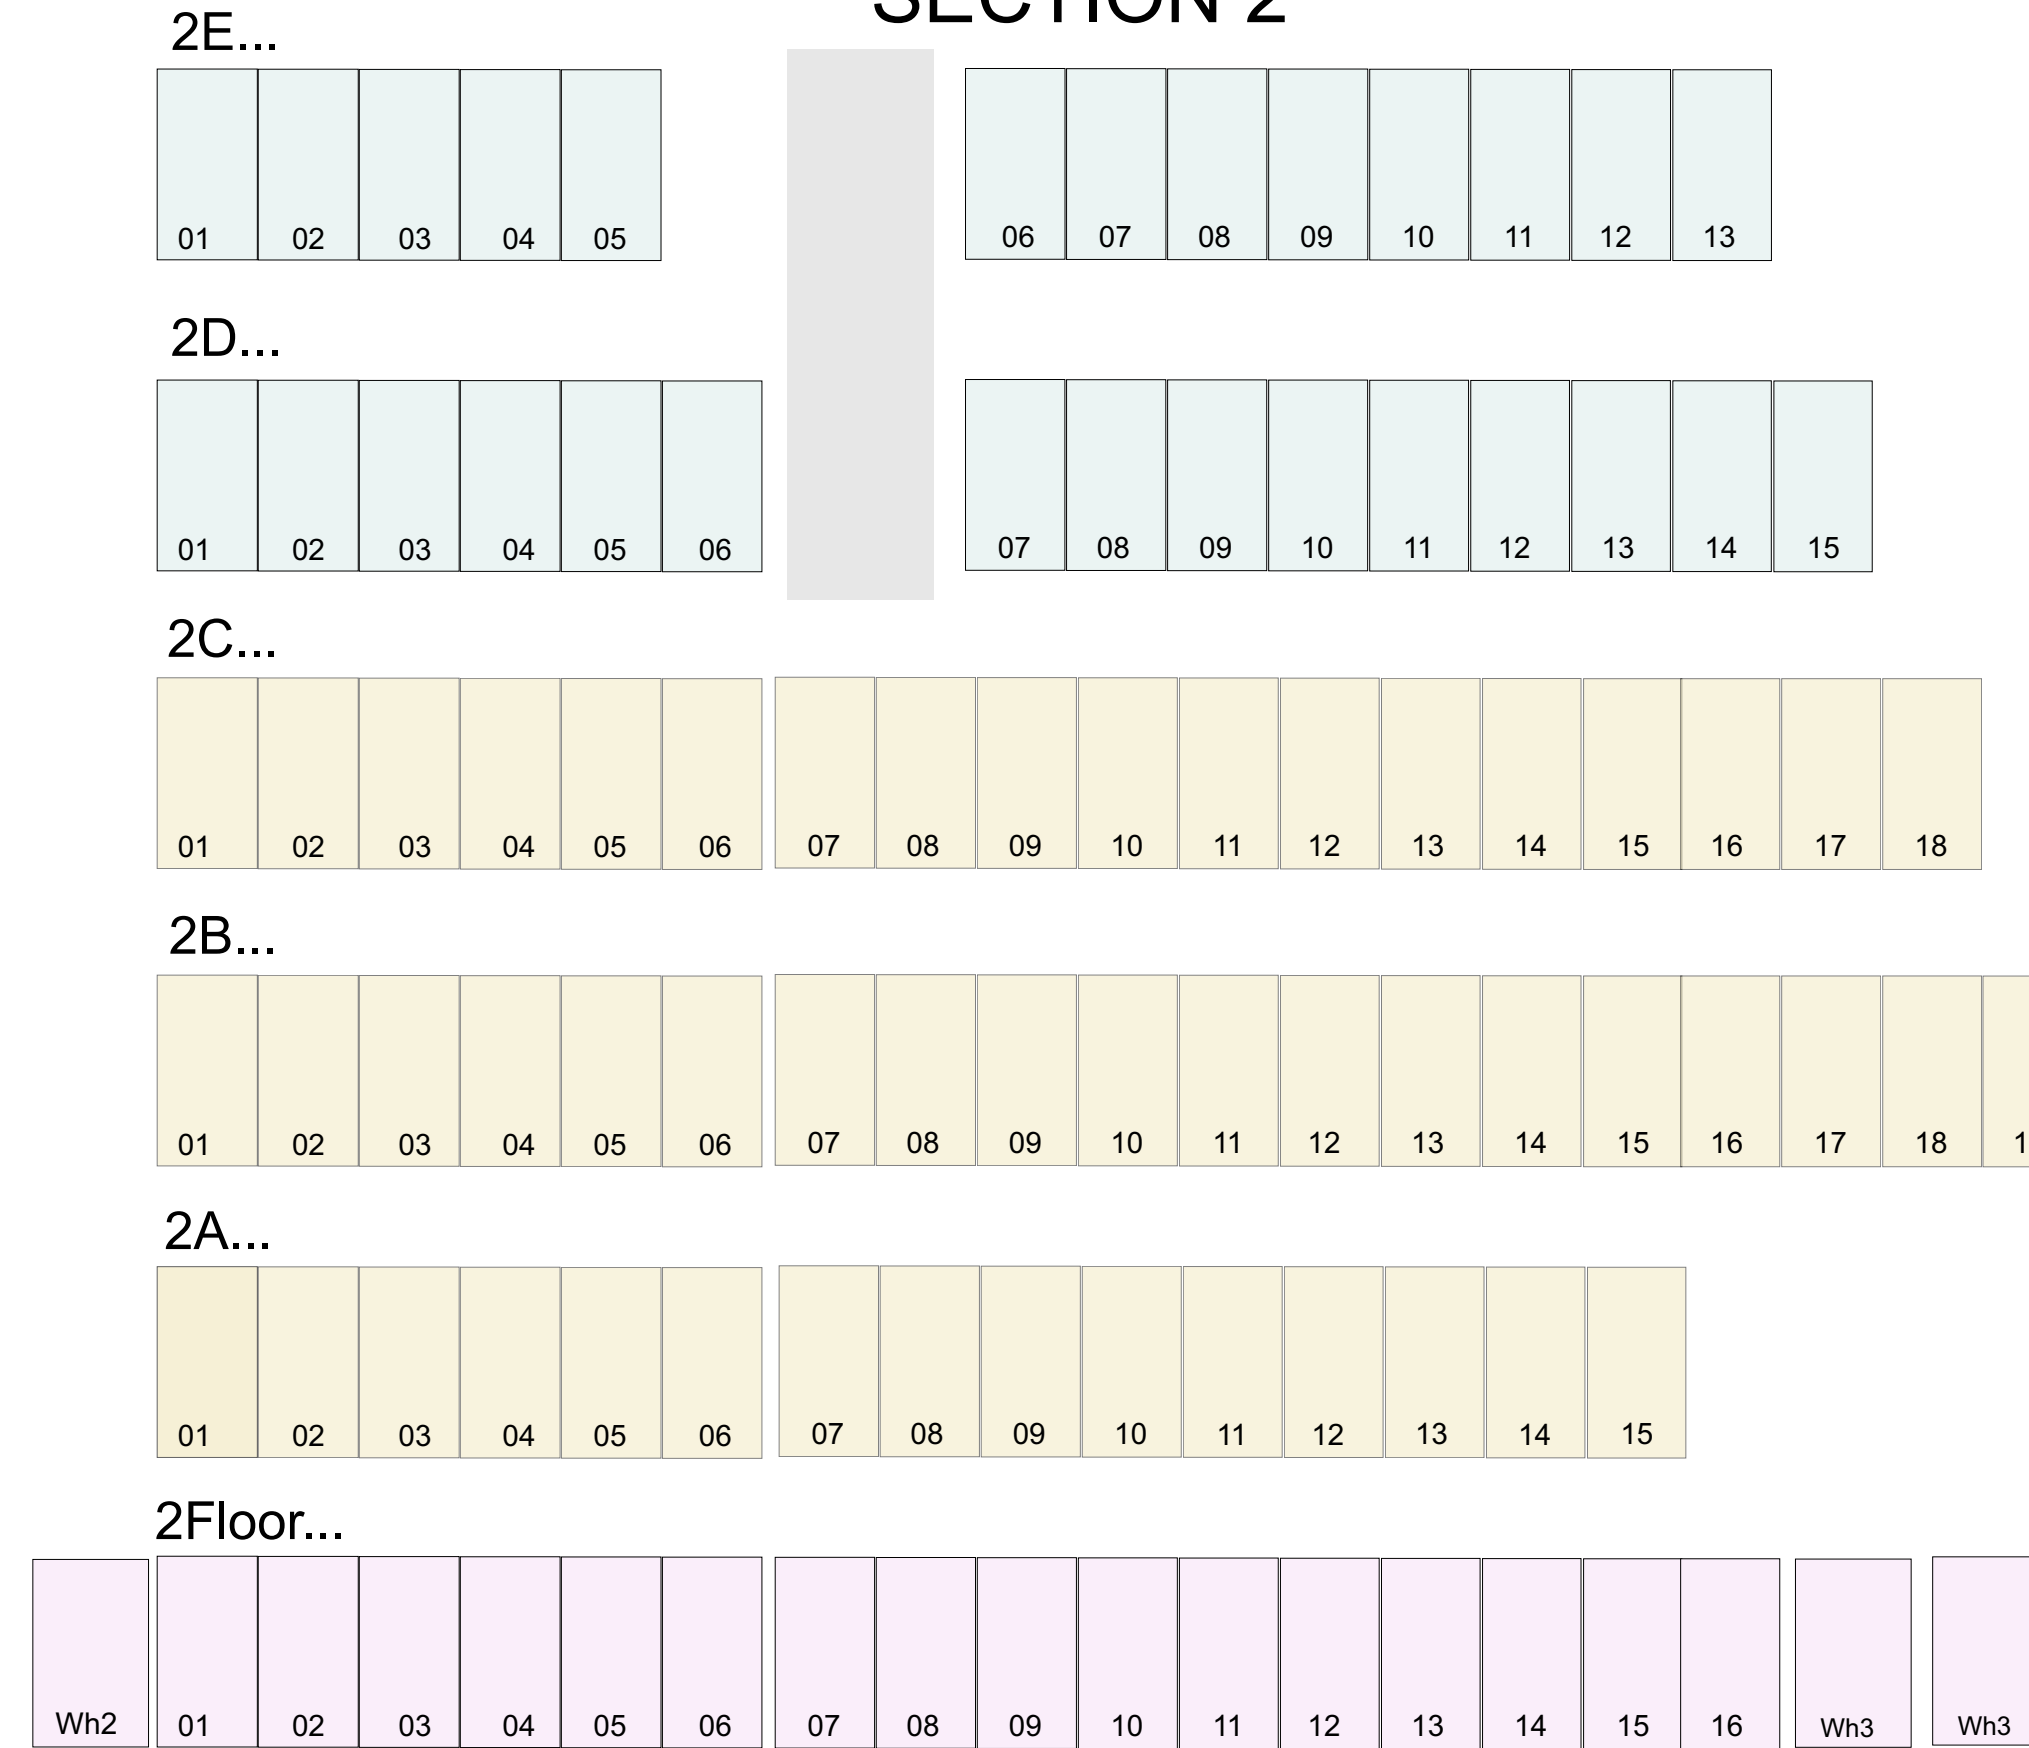 SECTION 2
2E...
01 02 03 04 05 06 07 08 09 10 11 12 13
2D...
01 02 03 04 05 06 07 08 09 10 11 12 13 14 15
2C...
01 02 03 04 05 06 07 08 09 10 11 12 13 14 15 16 17 18
2B...
01 02 03 04 05 06 07 08 09 10 11 12 13 14 15 16 17 18
2A...
01 02 03 04 05 06 07 08 09 10 11 12 13 14 15
2Floor...
Wh2 01 02 03 04 05 06 07 08 09 10 11 12 13 14 15 16 Wh3 Wh3